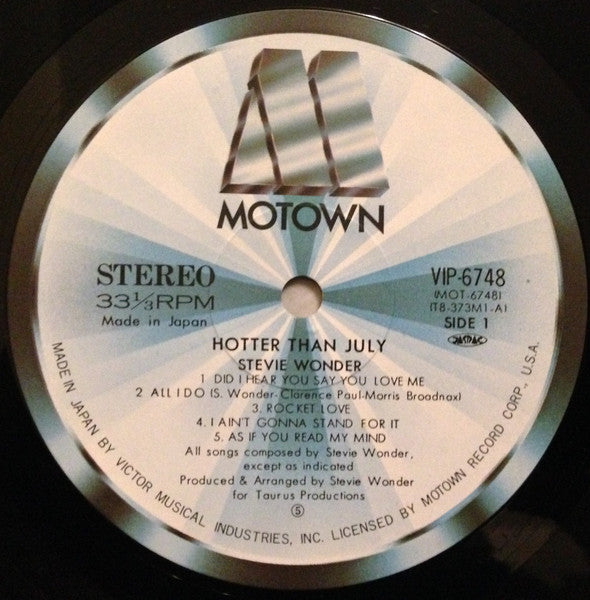 MOTOWN
STEREO
33⅓RPM
Made in Japan
VIP-6748
(MOT-6748)
(T8-373M1-A)
SIDE 1
JASRAC
HOTTER THAN JULY
STEVIE WONDER
1 DID I HEAR YOU SAY YOU LOVE ME
2 ALL I DO (S. Wonder-Clarence Paul-Morris Broadnax)
3. ROCKET LOVE
4. I AIN'T GONNA STAND FOR IT
5. AS IF YOU READ MY MIND
All songs composed by Stevie Wonder,
except as indicated
Produced & Arranged by Stevie Wonder
for Taurus Productions
Ⓢ
MADE IN JAPAN BY VICTOR MUSICAL INDUSTRIES, INC. LICENSED BY MOTOWN RECORD CORP., U.S.A.